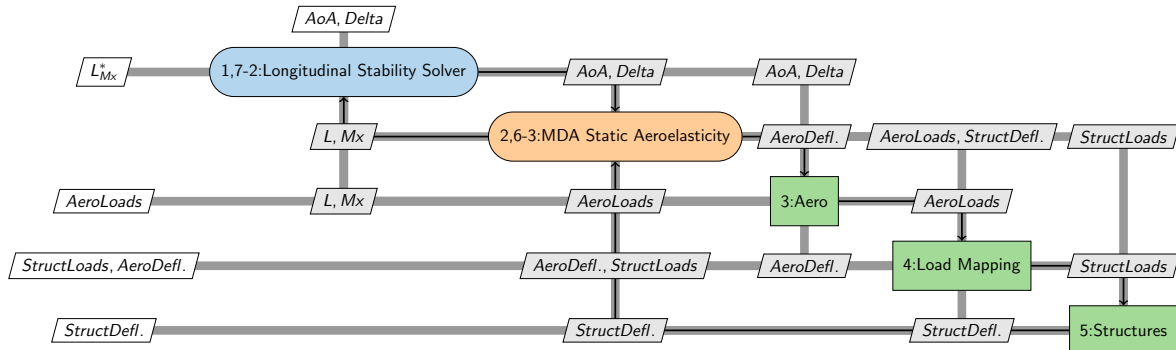 AoA, Delta
L*Mx 1,7-2:Longitudinal Stability Solver AoA, Delta AoA, Delta
L, Mx 2,6-3:MDA Static Aeroelasticity AeroDefl. AeroLoads, StructDefl. StructLoads
AeroLoads L, Mx AeroLoads 3:Aero AeroLoads
StructLoads, AeroDefl. AeroDefl., StructLoads AeroDefl. 4:Load Mapping StructLoads
StructDefl. StructDefl. StructDefl. 5:Structures